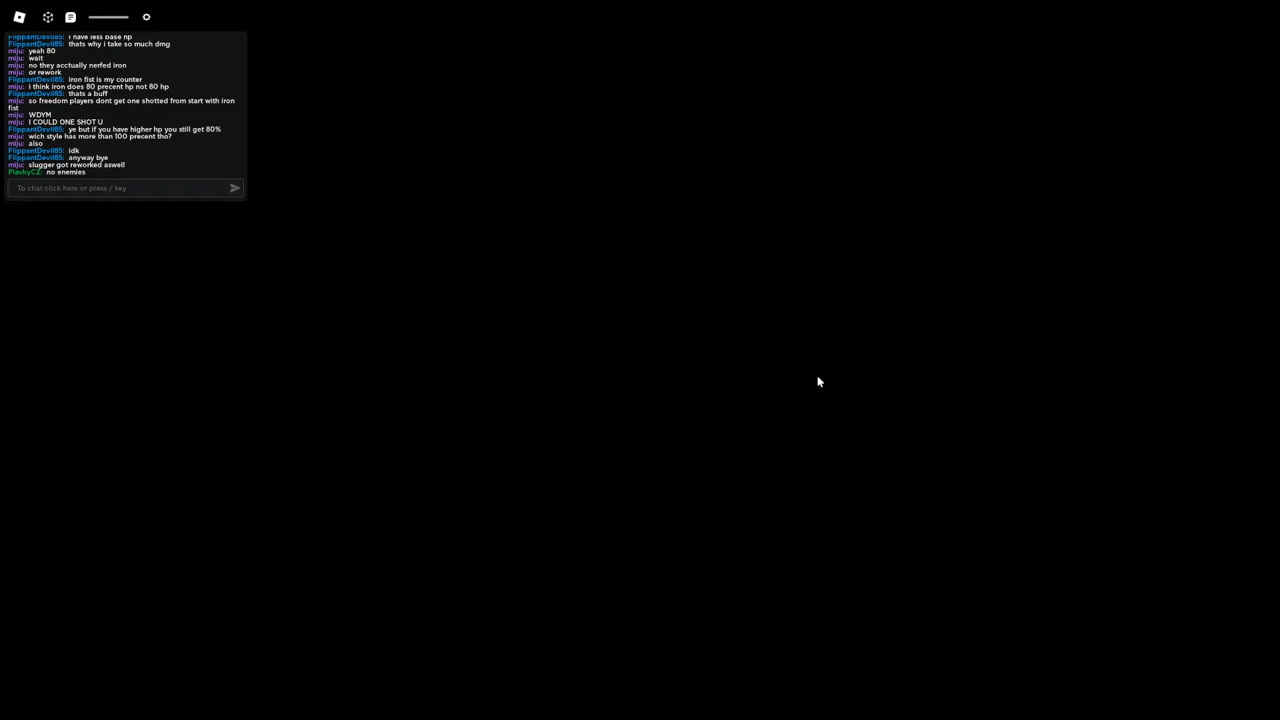 FlippantDevil85: i have less base hp
FlippantDevil85: thats why i take so much dmg
miju: yeah 80
miju: wait
miju: no they acctually nerfed iron
miju: or rework
FlippantDevil85: iron fist is my counter
miju: i think iron does 80 precent hp not 80 hp
FlippantDevil85: thats a buff
miju: so freedom players dont get one shotted from start with iron
fist
miju: WDYM
miju: I COULD ONE SHOT U
FlippantDevil85: ye but if you have higher hp you still get 80%
miju: wich style has more than 100 precent tho?
miju: also
FlippantDevil85: idk
FlippantDevil85: anyway bye
miju: slugger got reworked aswell
PlavkyCZ: no enemies
To chat click here or press / key